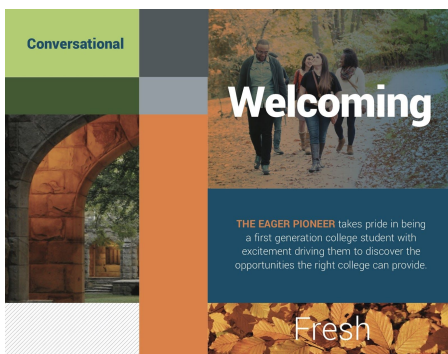 Conversational
Welcoming
THE EAGER PIONEER takes pride in being
a first generation college student with
excitement driving them to discover the
opportunities the right college can provide.
Fresh